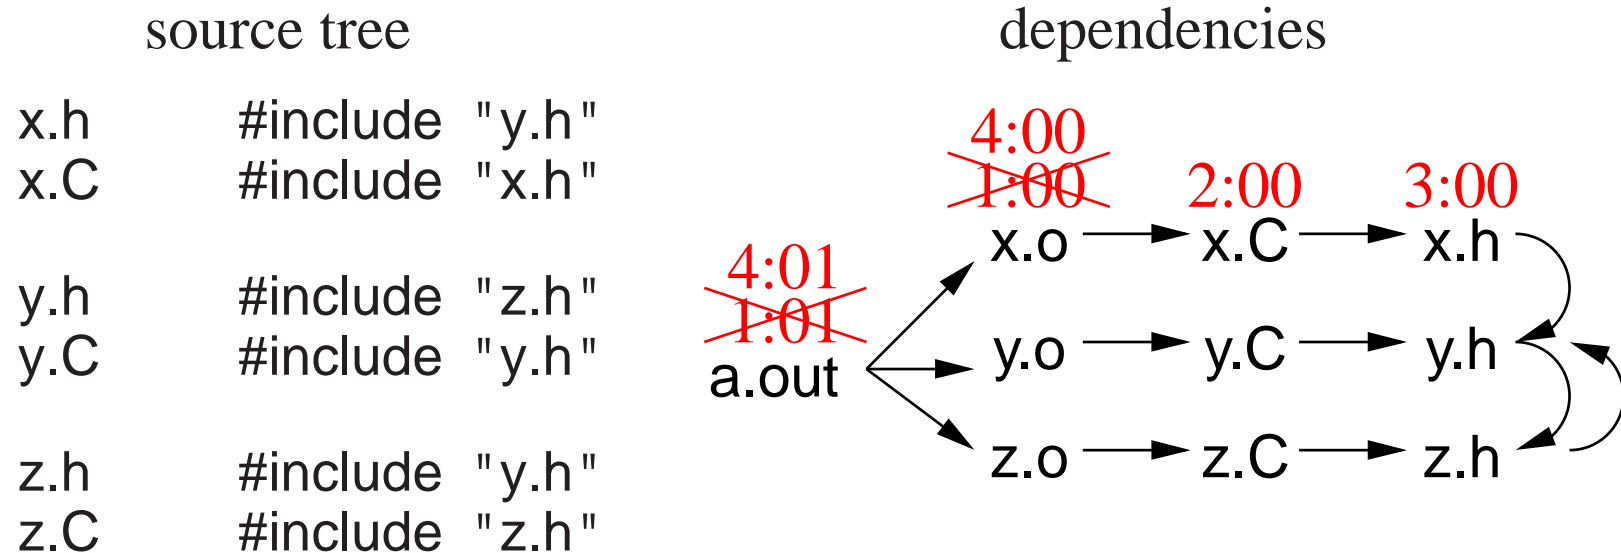 source tree
x.h #include "y.h"
x.C #include "x.h"
y.h #include "z.h"
y.C #include "y.h"
z.h #include "y.h"
z.C #include "z.h"
dependencies
4:00
1:00 2:00 3:00
x.o x.C x.h
4:01
1:01
y.o y.C y.h
a.out
z.o z.C z.h